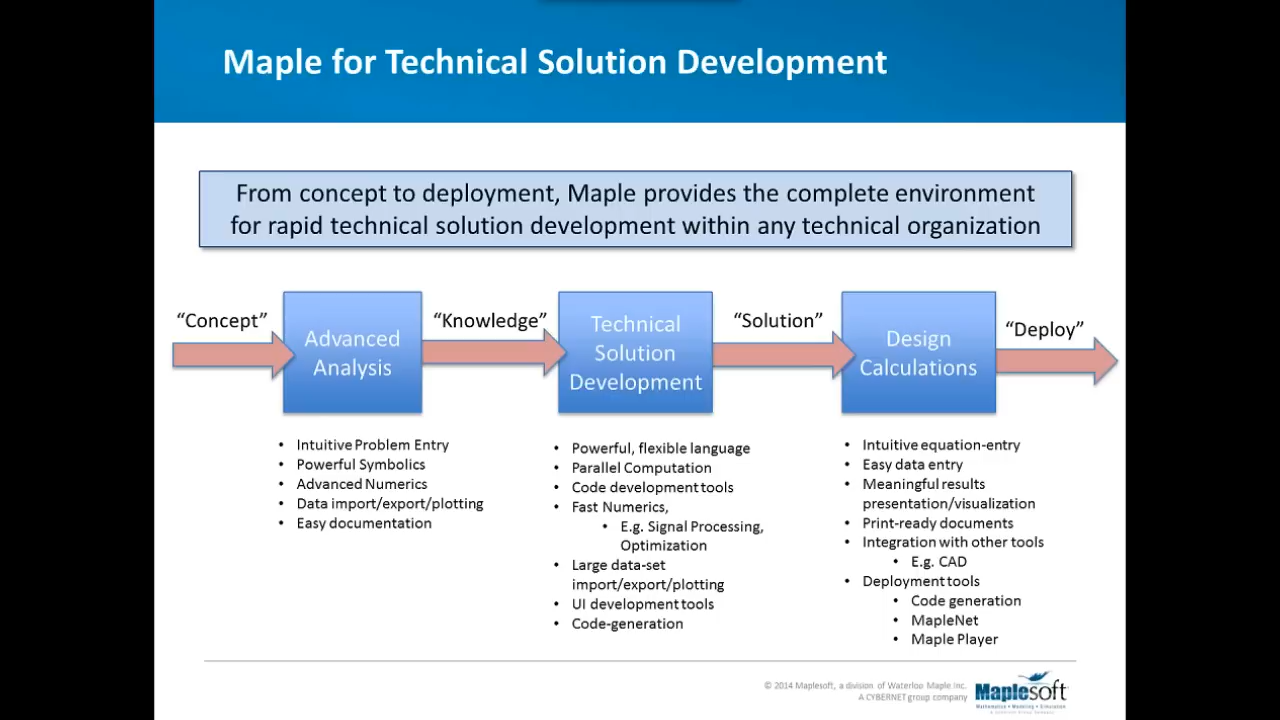 Maple for Technical Solution Development
From concept to deployment, Maple provides the complete environment
for rapid technical solution development within any technical organization
“Concept”
Advanced
Analysis
“Knowledge”
Technical
Solution
Development
“Solution”
Design
Calculations
“Deploy”
• Intuitive Problem Entry
• Powerful Symbolics
• Advanced Numerics
• Data import/export/plotting
• Easy documentation
• Powerful, flexible language
• Parallel Computation
• Code development tools
• Fast Numerics,
• E.g. Signal Processing,
Optimization
• Large data-set
import/export/plotting
• UI development tools
• Code-generation
• Intuitive equation-entry
• Easy data entry
• Meaningful results
presentation/visualization
• Print-ready documents
• Integration with other tools
• E.g. CAD
• Deployment tools
• Code generation
• MapleNet
• Maple Player
© 2014 Maplesoft, a division of Waterloo Maple Inc.
A CYBERNET group company
Maplesoft
Mathematics • Modeling • Simulation